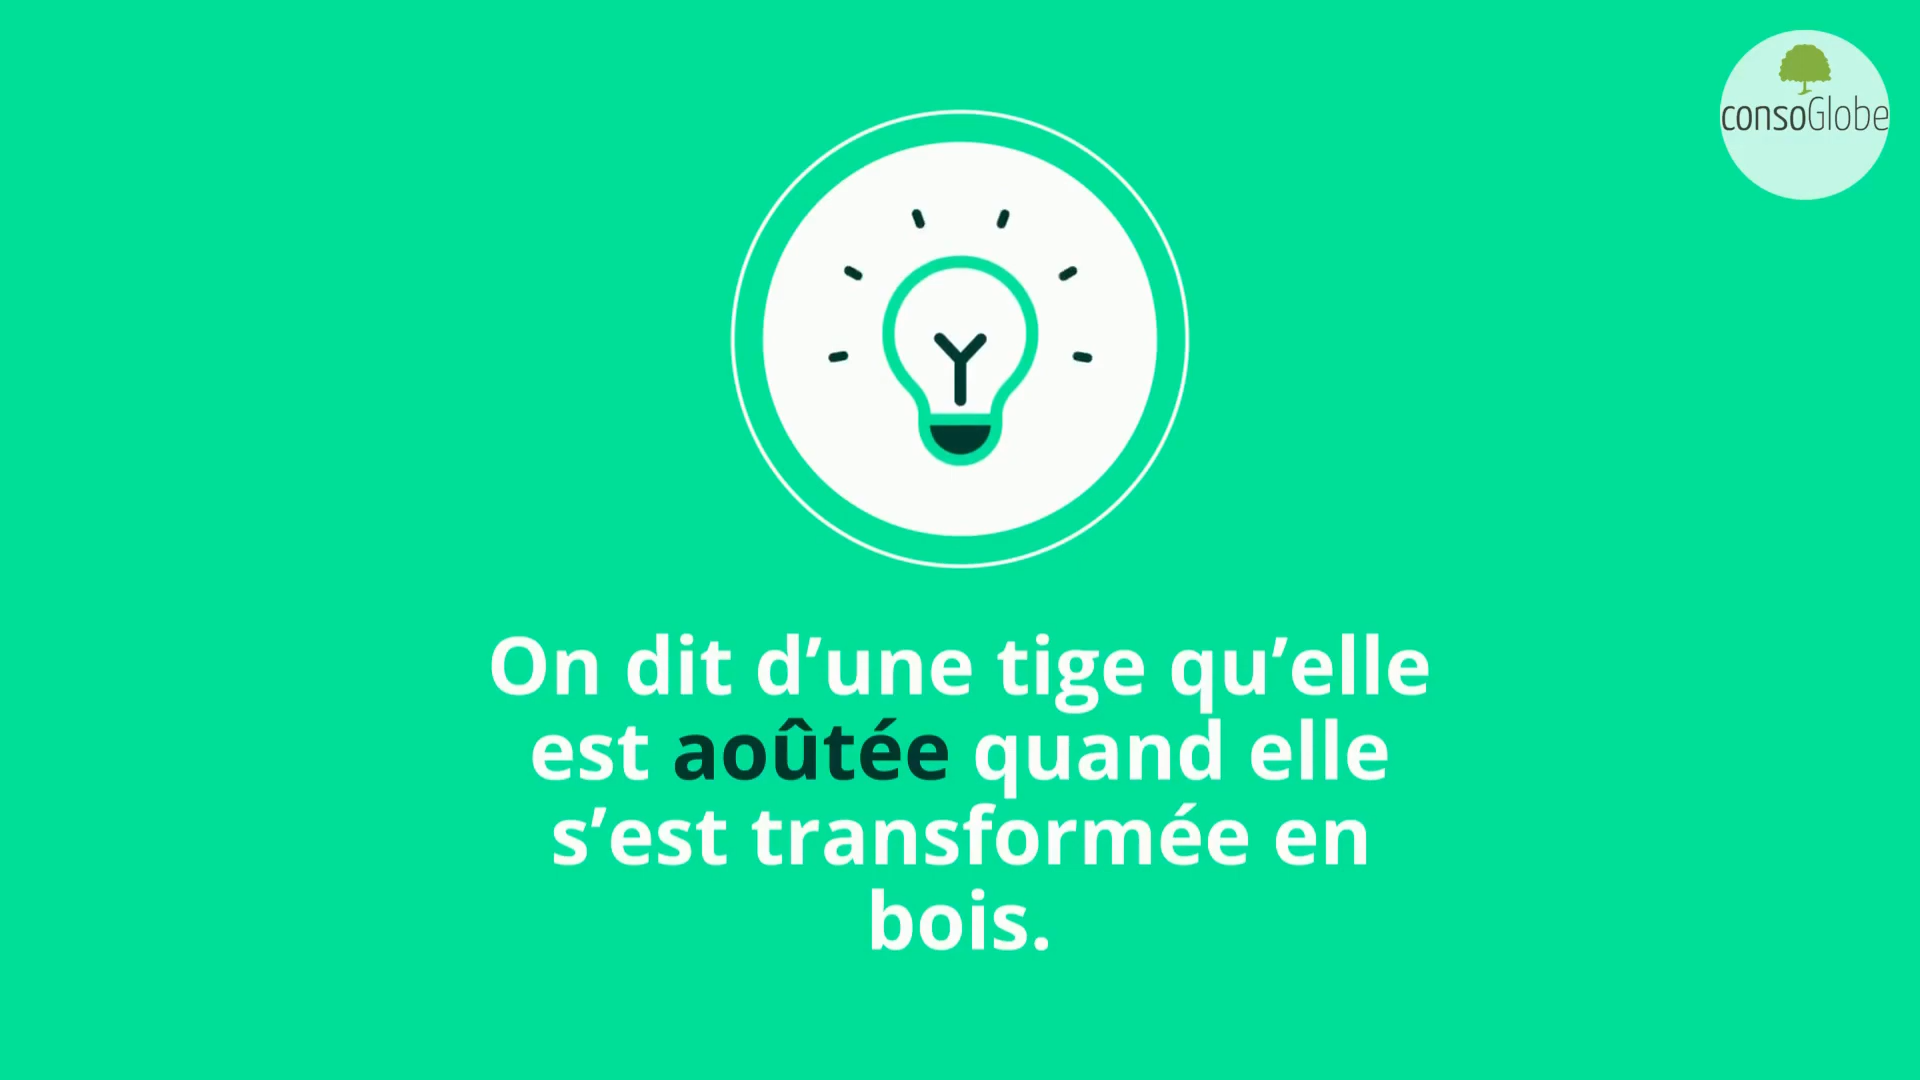 consoGlobe
On dit d’une tige qu’elle
est aoûtée quand elle
s’est transformée en
bois.